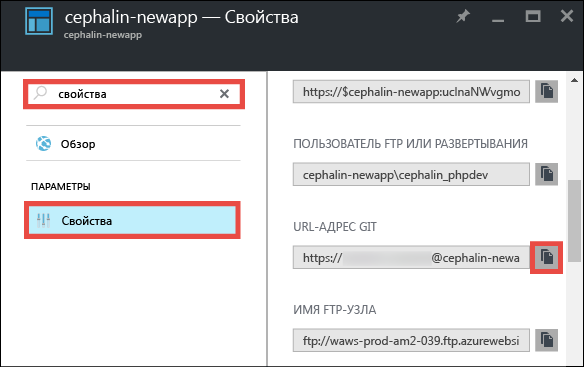 cephalin-newapp — Свойства
cephalin-newapp
свойства
Обзор
ПАРАМЕТРЫ
Свойства
https://$cephalin-newapp:uclnaNWvgmo
ПОЛЬЗОВАТЕЛЬ FTP ИЛИ РАЗВЕРТЫВАНИЯ
cephalin-newapp\cephalin_phpdev
URL-АДРЕС GIT
https:// @cephalin-newa
ИМЯ FTP-УЗЛА
ftp://waws-prod-am2-039.ftp.azurewebsi